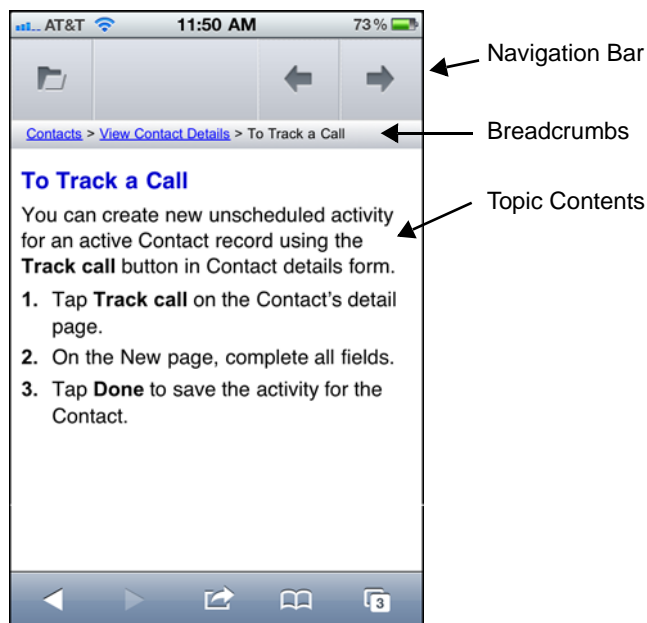 AT&T 11:50 AM 73%
Navigation Bar
Contacts > View Contact Details > To Track a Call
Breadcrumbs
To Track a Call
Topic Contents
You can create new unscheduled activity
for an active Contact record using the
Track call button in Contact details form.
1. Tap Track call on the Contact's detail
page.
2. On the New page, complete all fields.
3. Tap Done to save the activity for the
Contact.
3